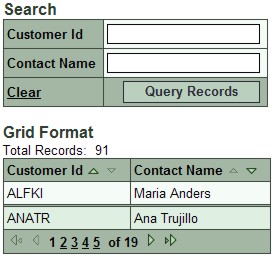 Search
Customer Id
Contact Name
Clear Query Records
Grid Format
Total Records: 91
Customer Id Contact Name
ALFKI Maria Anders
ANATR Ana Trujillo
1 2 3 4 5 of 19